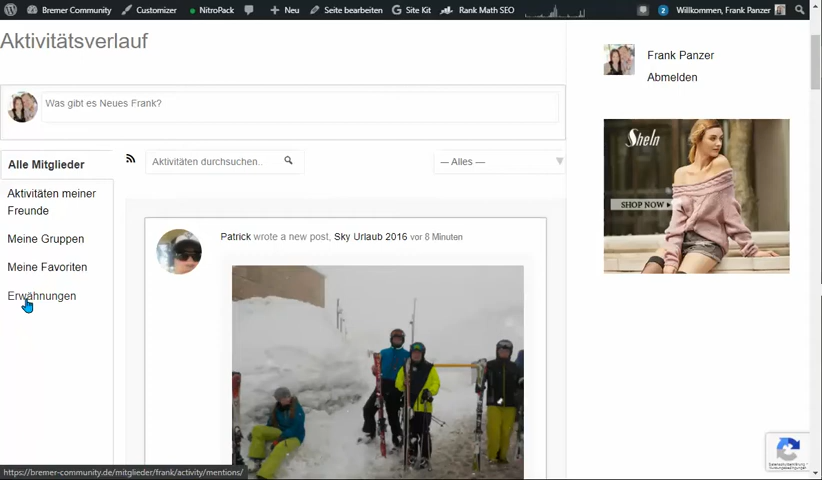 Bremer Community
Customizer
NitroPack
+ Neu
Seite bearbeiten
Site Kit
Rank Math SEO
2
Willkommen, Frank Panzer
Aktivitätsverlauf
Was gibt es Neues Frank?
Frank Panzer
Abmelden
Alle Mitglieder
Aktivitäten meiner
Freunde
Meine Gruppen
Meine Favoriten
Erwähnungen
Aktivitäten durchsuchen..
— Alles —
Patrick wrote a new post, Sky Urlaub 2016 vor 8 Minuten
SheIn
SHOP NOW
https://bremer-community.de/mitglieder/frank/activity/mentions/